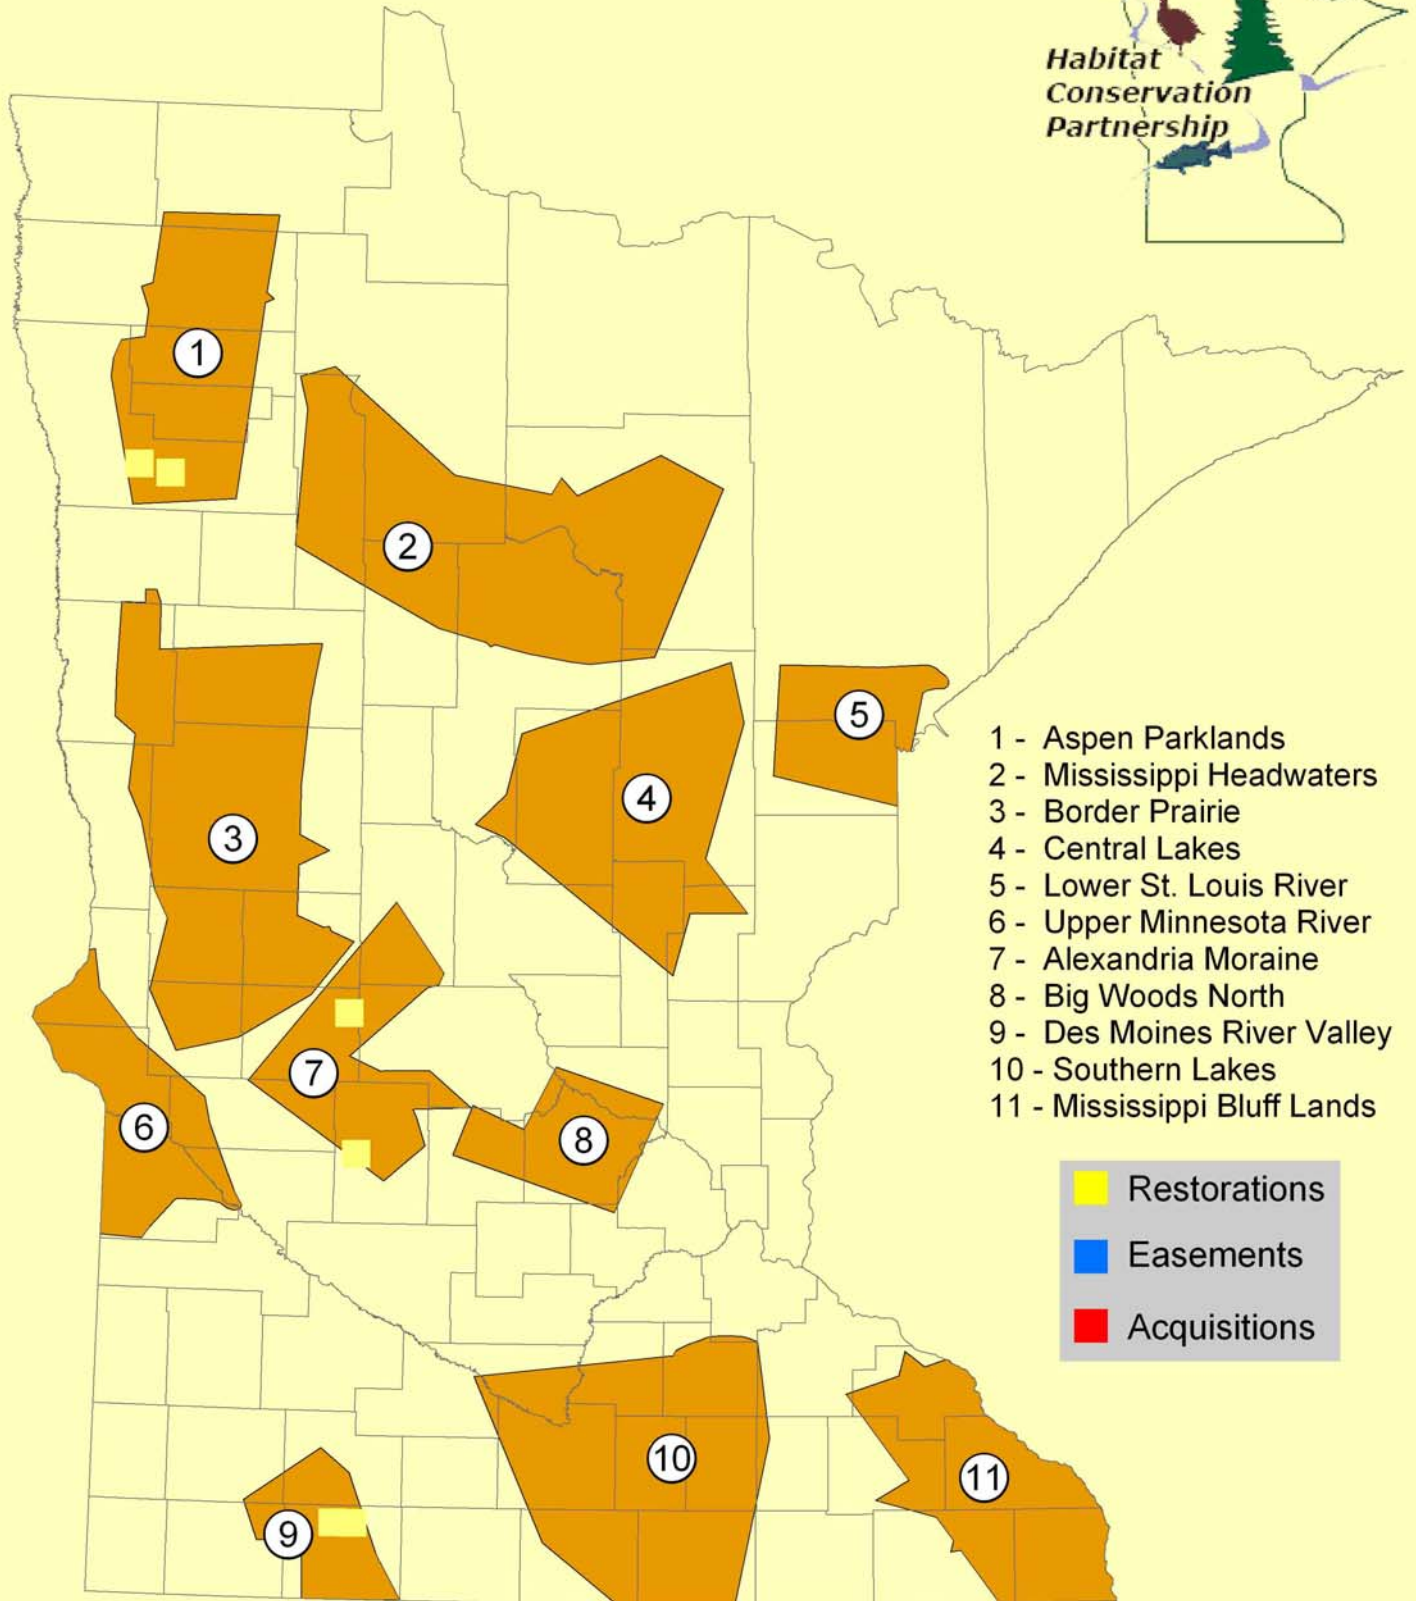 Habitat
Conservation
Partnership
1
2
3
4
5
6
7
8
9
10
11
1 - Aspen Parklands
2 - Mississippi Headwaters
3 - Border Prairie
4 - Central Lakes
5 - Lower St. Louis River
6 - Upper Minnesota River
7 - Alexandria Moraine
8 - Big Woods North
9 - Des Moines River Valley
10 - Southern Lakes
11 - Mississippi Bluff Lands
Restorations
Easements
Acquisitions